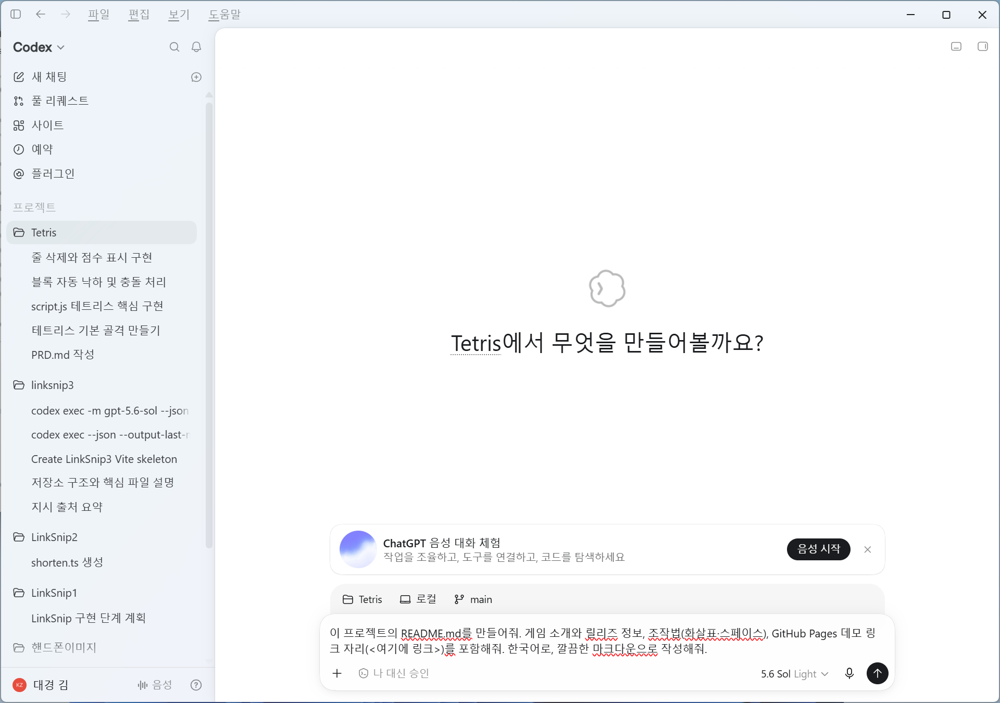 파일 편집 보기 도움말
Codex
새 채팅
풀 리퀘스트
사이트
예약
플러그인
프로젝트
Tetris
줄 삭제와 점수 표시 구현
블록 자동 낙하 및 충돌 처리
script.js 테트리스 핵심 구현
테트리스 기본 골격 만들기
PRD.md 작성
linksnip3
codex exec -m gpt-5.6-sol --json
codex exec --json --output-last-
Create LinkSnip3 Vite skeleton
저장소 구조와 핵심 파일 설명
지시 출처 요약
LinkSnip2
shorten.ts 생성
LinkSnip1
LinkSnip 구현 단계 계획
핸드폰이미지
KZ 대경 김 음성
Tetris에서 무엇을 만들어볼까요?
ChatGPT 음성 대화 체험
작업을 조율하고, 도구를 연결하고, 코드를 탐색하세요
음성 시작
Tetris 로컬 main
이 프로젝트의 README.md를 만들어줘. 게임 소개와 릴리즈 정보, 조작법(화살표·스페이스), GitHub Pages 데모 링
크 자리(<여기에 링크>)를 포함해줘. 한국어로, 깔끔한 마크다운으로 작성해줘.
나 대신 승인
5.6 Sol Light